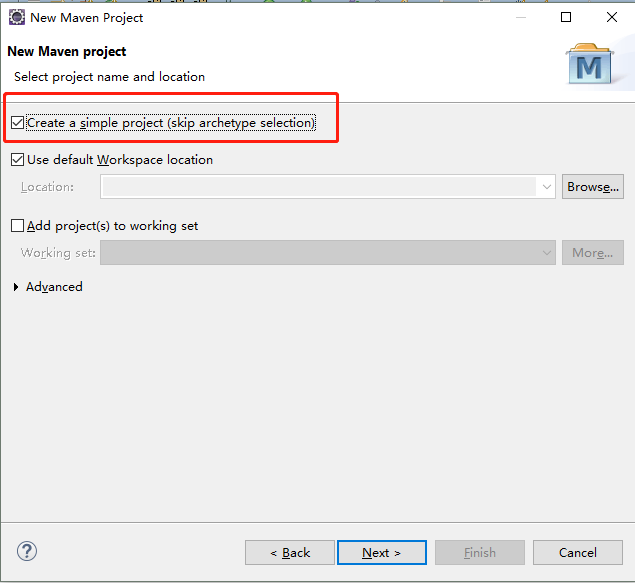 New Maven Project
New Maven project
Select project name and location
M
Create a simple project (skip archetype selection)
Use default Workspace location
Location:
Browse...
Add project(s) to working set
Working set:
More...
Advanced
?
< Back
Next >
Finish
Cancel